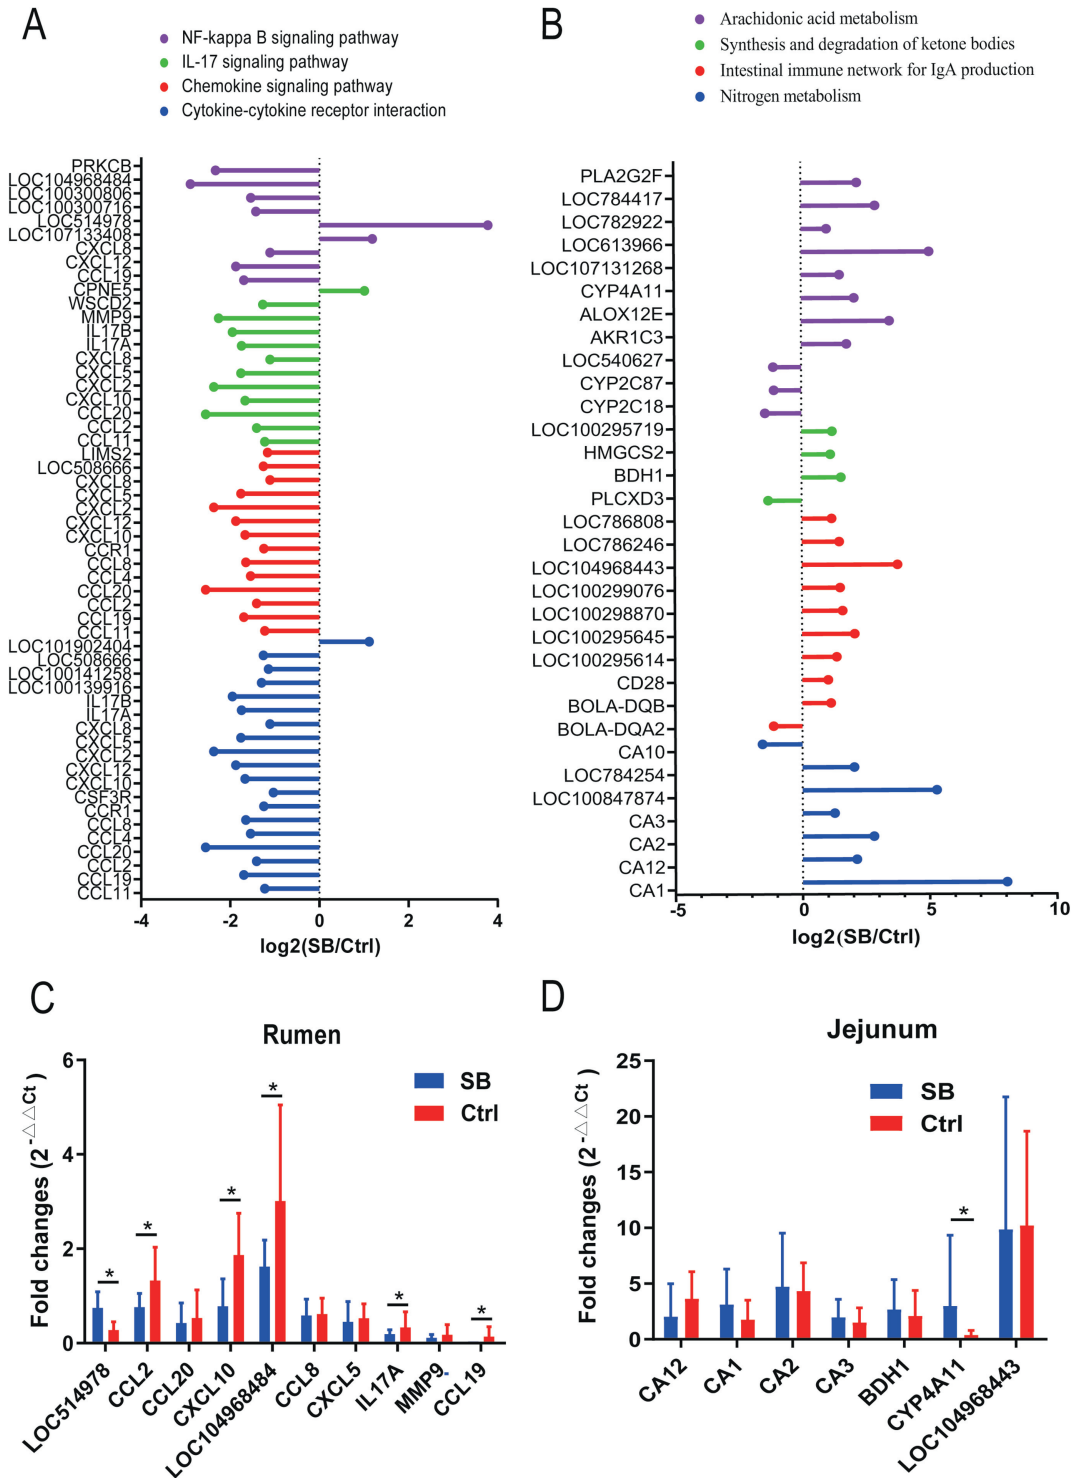 A
NF-kappa B signaling pathway
IL-17 signaling pathway
Chemokine signaling pathway
Cytokine-cytokine receptor interaction
PRKCB
LOC104968484
LOC100300806
LOC100300716
LOC514978
LOC107133408
CXCL8
CXCL12
CCL19
CPNE5
WSCD2
MMP9
IL17B
IL17A
CXCL8
CXCL5
CXCL2
CXCL10
CCL20
CCL2
CCL11
LIMS2
LOC508666
CXCL8
CXCL5
CXCL2
CXCL12
CXCL10
CCR1
CCL8
CCL4
CCL20
CCL2
CCL19
CCL11
LOC101902404
LOC508666
LOC100141258
LOC100139916
IL17B
IL17A
CXCL8
CXCL5
CXCL2
CXCL12
CXCL10
CSF3R
CCR1
CCL8
CCL4
CCL20
CCL2
CCL19
CCL11
-4 -2 0 2 4
log2(SB/Ctrl)
B
Arachidonic acid metabolism
Synthesis and degradation of ketone bodies
Intestinal immune network for IgA production
Nitrogen metabolism
PLA2G2F
LOC784417
LOC782922
LOC613966
LOC107131268
CYP4A11
ALOX12E
AKR1C3
LOC540627
CYP2C87
CYP2C18
LOC100295719
HMGCS2
BDH1
PLCXD3
LOC786808
LOC786246
LOC104968443
LOC100299076
LOC100298870
LOC100295645
LOC100295614
CD28
BOLA-DQB
BOLA-DQA2
CA10
LOC784254
LOC100847874
CA3
CA2
CA12
CA1
-5 0 5 10
log2(SB/Ctrl)
C
Rumen
Fold changes (2^-△△Ct)
6
4
2
0
SB
Ctrl
* * * * * *
LOC514978 CCL2 CCL20 CXCL10 LOC104968484 CCL8 CXCL5 IL17A MMP9 CCL19
D
Jejunum
Fold changes (2^-△△Ct)
25
20
15
10
5
0
SB
Ctrl
*
CA12 CA1 CA2 CA3 BDH1 CYP4A11 LOC104968443